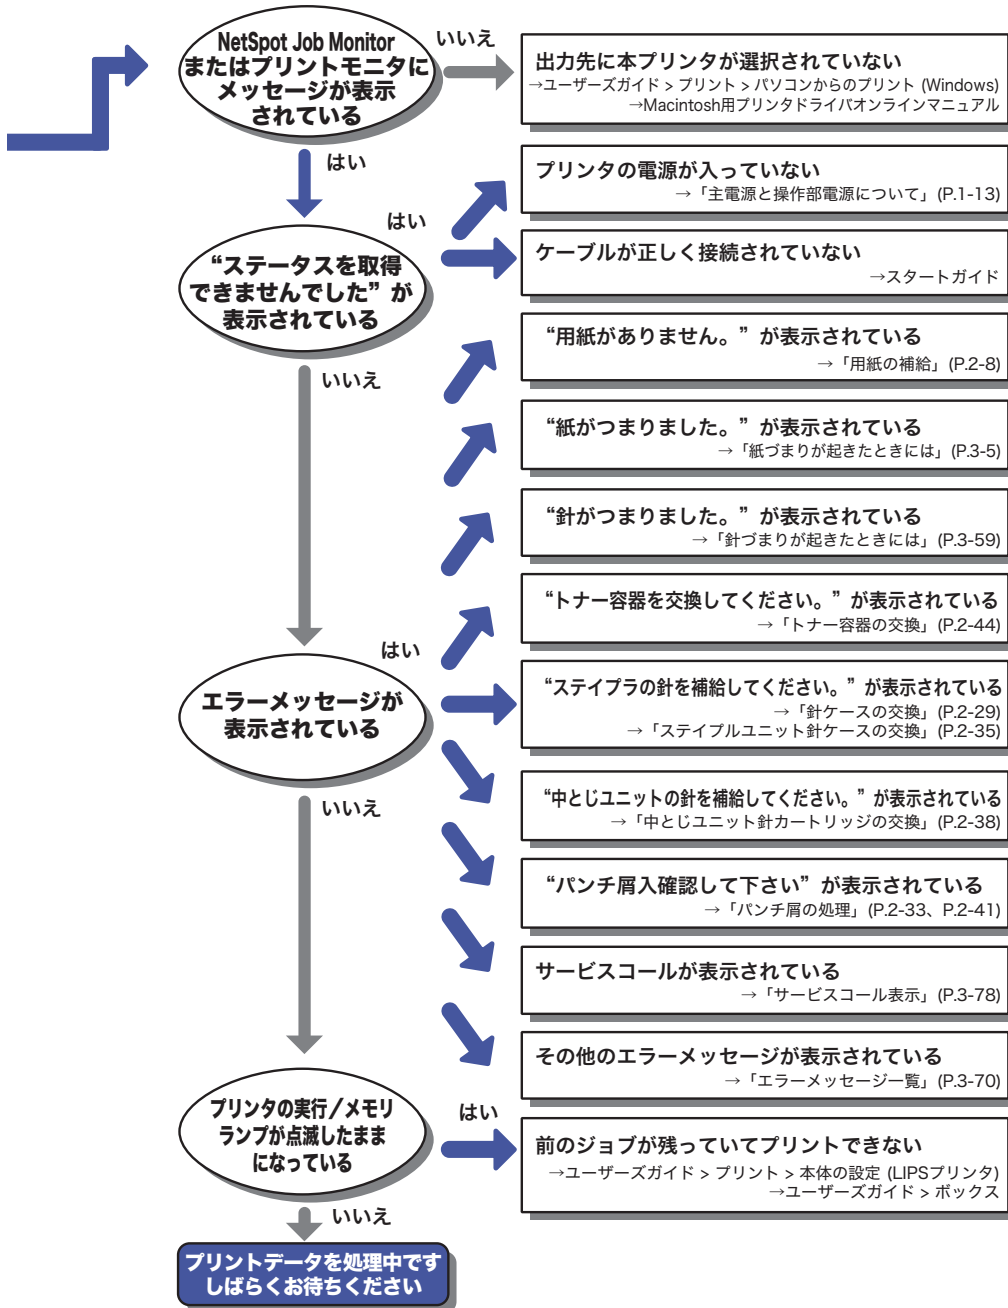 NetSpot Job Monitor
またはプリントモニタに
メッセージが表示
されている
いいえ
出力先に本プリンタが選択されていない
→ユーザーズガイド > プリント > パソコンからのプリント (Windows)
→Macintosh用プリンタドライバオンラインマニュアル
はい
プリンタの電源が入っていない
→「主電源と操作部電源について」(P.1-13)
はい
“ステータスを取得
できませんでした”が
表示されている
ケーブルが正しく接続されていない
→スタートガイド
いいえ
“用紙がありません。”が表示されている
→「用紙の補給」(P.2-8)
“紙がつまりました。”が表示されている
→「紙づまりが起きたときには」(P.3-5)
“針がつまりました。”が表示されている
→「針づまりが起きたときには」(P.3-59)
“トナー容器を交換してください。”が表示されている
→「トナー容器の交換」(P.2-44)
はい
エラーメッセージが
表示されている
“ステイプラの針を補給してください。”が表示されている
→「針ケースの交換」(P.2-29)
→「ステイプルユニット針ケースの交換」(P.2-35)
いいえ
“中とじユニットの針を補給してください。”が表示されている
→「中とじユニット針カートリッジの交換」(P.2-38)
“パンチ屑入確認して下さい”が表示されている
→「パンチ屑の処理」(P.2-33、P.2-41)
サービスコールが表示されている
→「サービスコール表示」(P.3-78)
その他のエラーメッセージが表示されている
→「エラーメッセージ一覧」(P.3-70)
プリンタの実行／メモリ
ランプが点滅したまま
になっている
はい
前のジョブが残っていてプリントできない
→ユーザーズガイド > プリント > 本体の設定 (LIPSプリンタ)
→ユーザーズガイド > ボックス
いいえ
プリントデータを処理中です
しばらくお待ちください